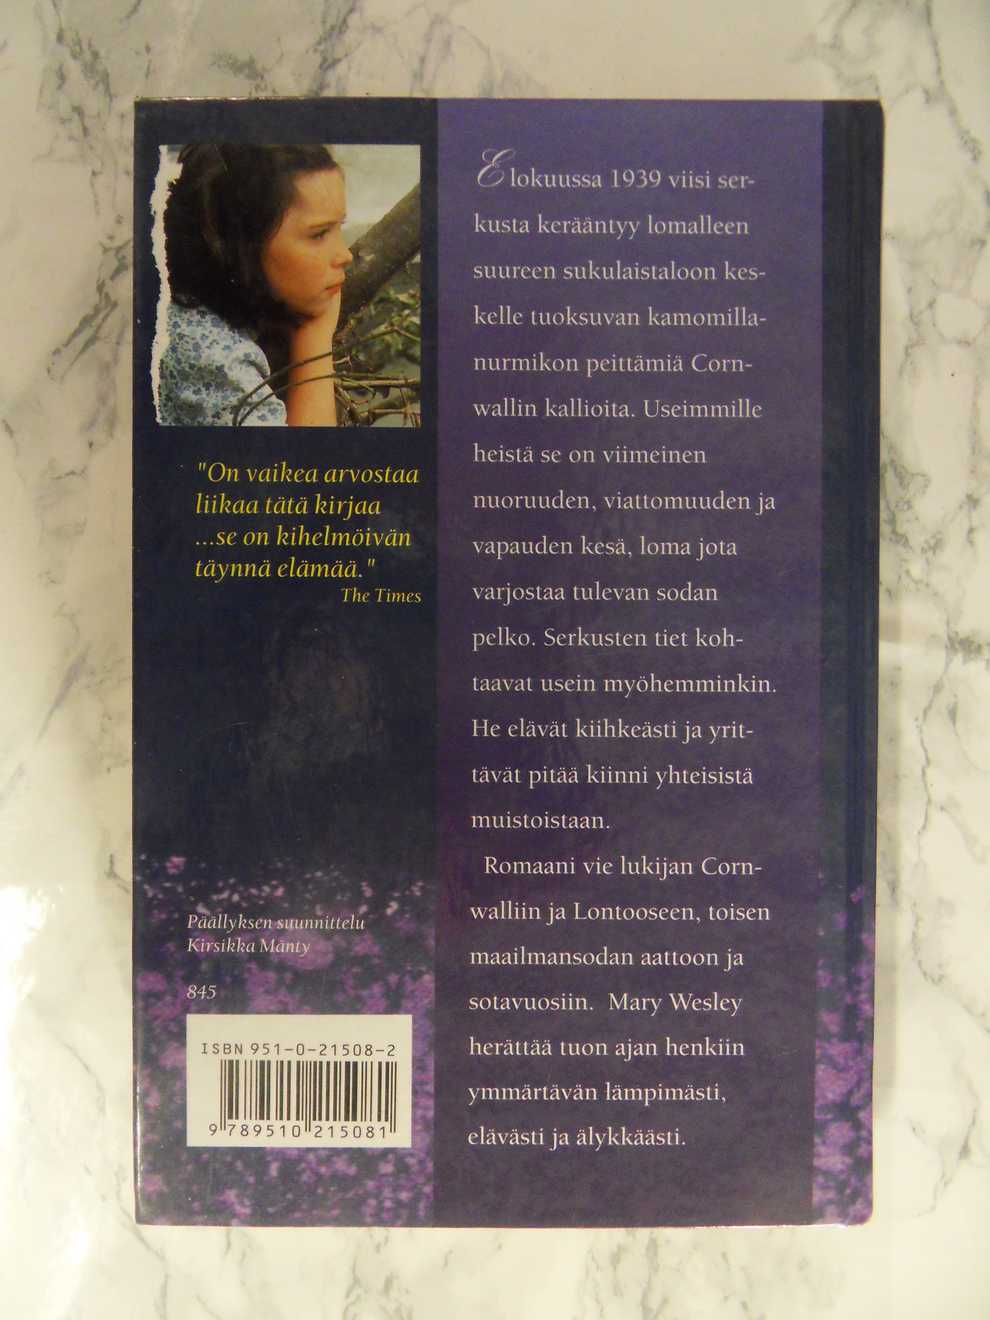 "On vaikea arvostaa
liikaa tätä kirjaa
...se on kihelmöivän
täynnä elämää."
The Times
Päällyksen suunnittelu
Kirsikka Mänty
845
ISBN 951-0-21508-2
9 789510 215081
Elokuussa 1939 viisi ser-
kusta kerääntyy lomalleen
suureen sukulaistaloon kes-
kelle tuoksuvan kamomilla-
nurmikon peittämiä Corn-
wallin kallioita. Useimmille
heistä se on viimeinen
nuoruuden, viattomuuden ja
vapauden kesä, loma jota
varjostaa tulevan sodan
pelko. Serkusten tiet koh-
taavat usein myöhemminkin.
He elävät kiihkeästi ja yrit-
tävät pitää kiinni yhteisistä
muistoistaan.
Romaani vie lukijan Corn-
walliin ja Lontooseen, toisen
maailmansodan aattoon ja
sotavuosiin. Mary Wesley
herättää tuon ajan henkiin
ymmärtävän lämpimästi,
elävästi ja älykkäästi.